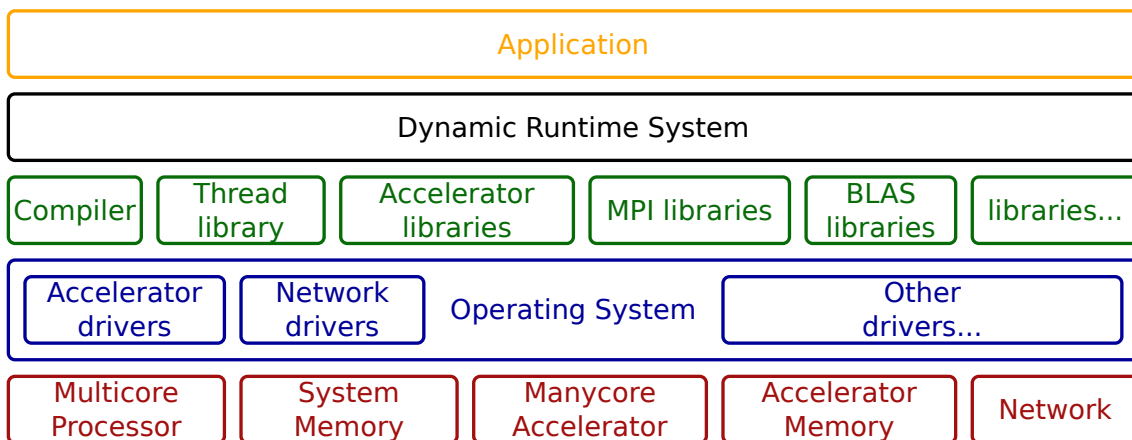 Application
Dynamic Runtime System
Compiler
Thread
library
Accelerator
libraries
MPI libraries
BLAS
libraries
libraries...
Accelerator
drivers
Network
drivers
Operating System
Other
drivers...
Multicore
Processor
System
Memory
Manycore
Accelerator
Accelerator
Memory
Network